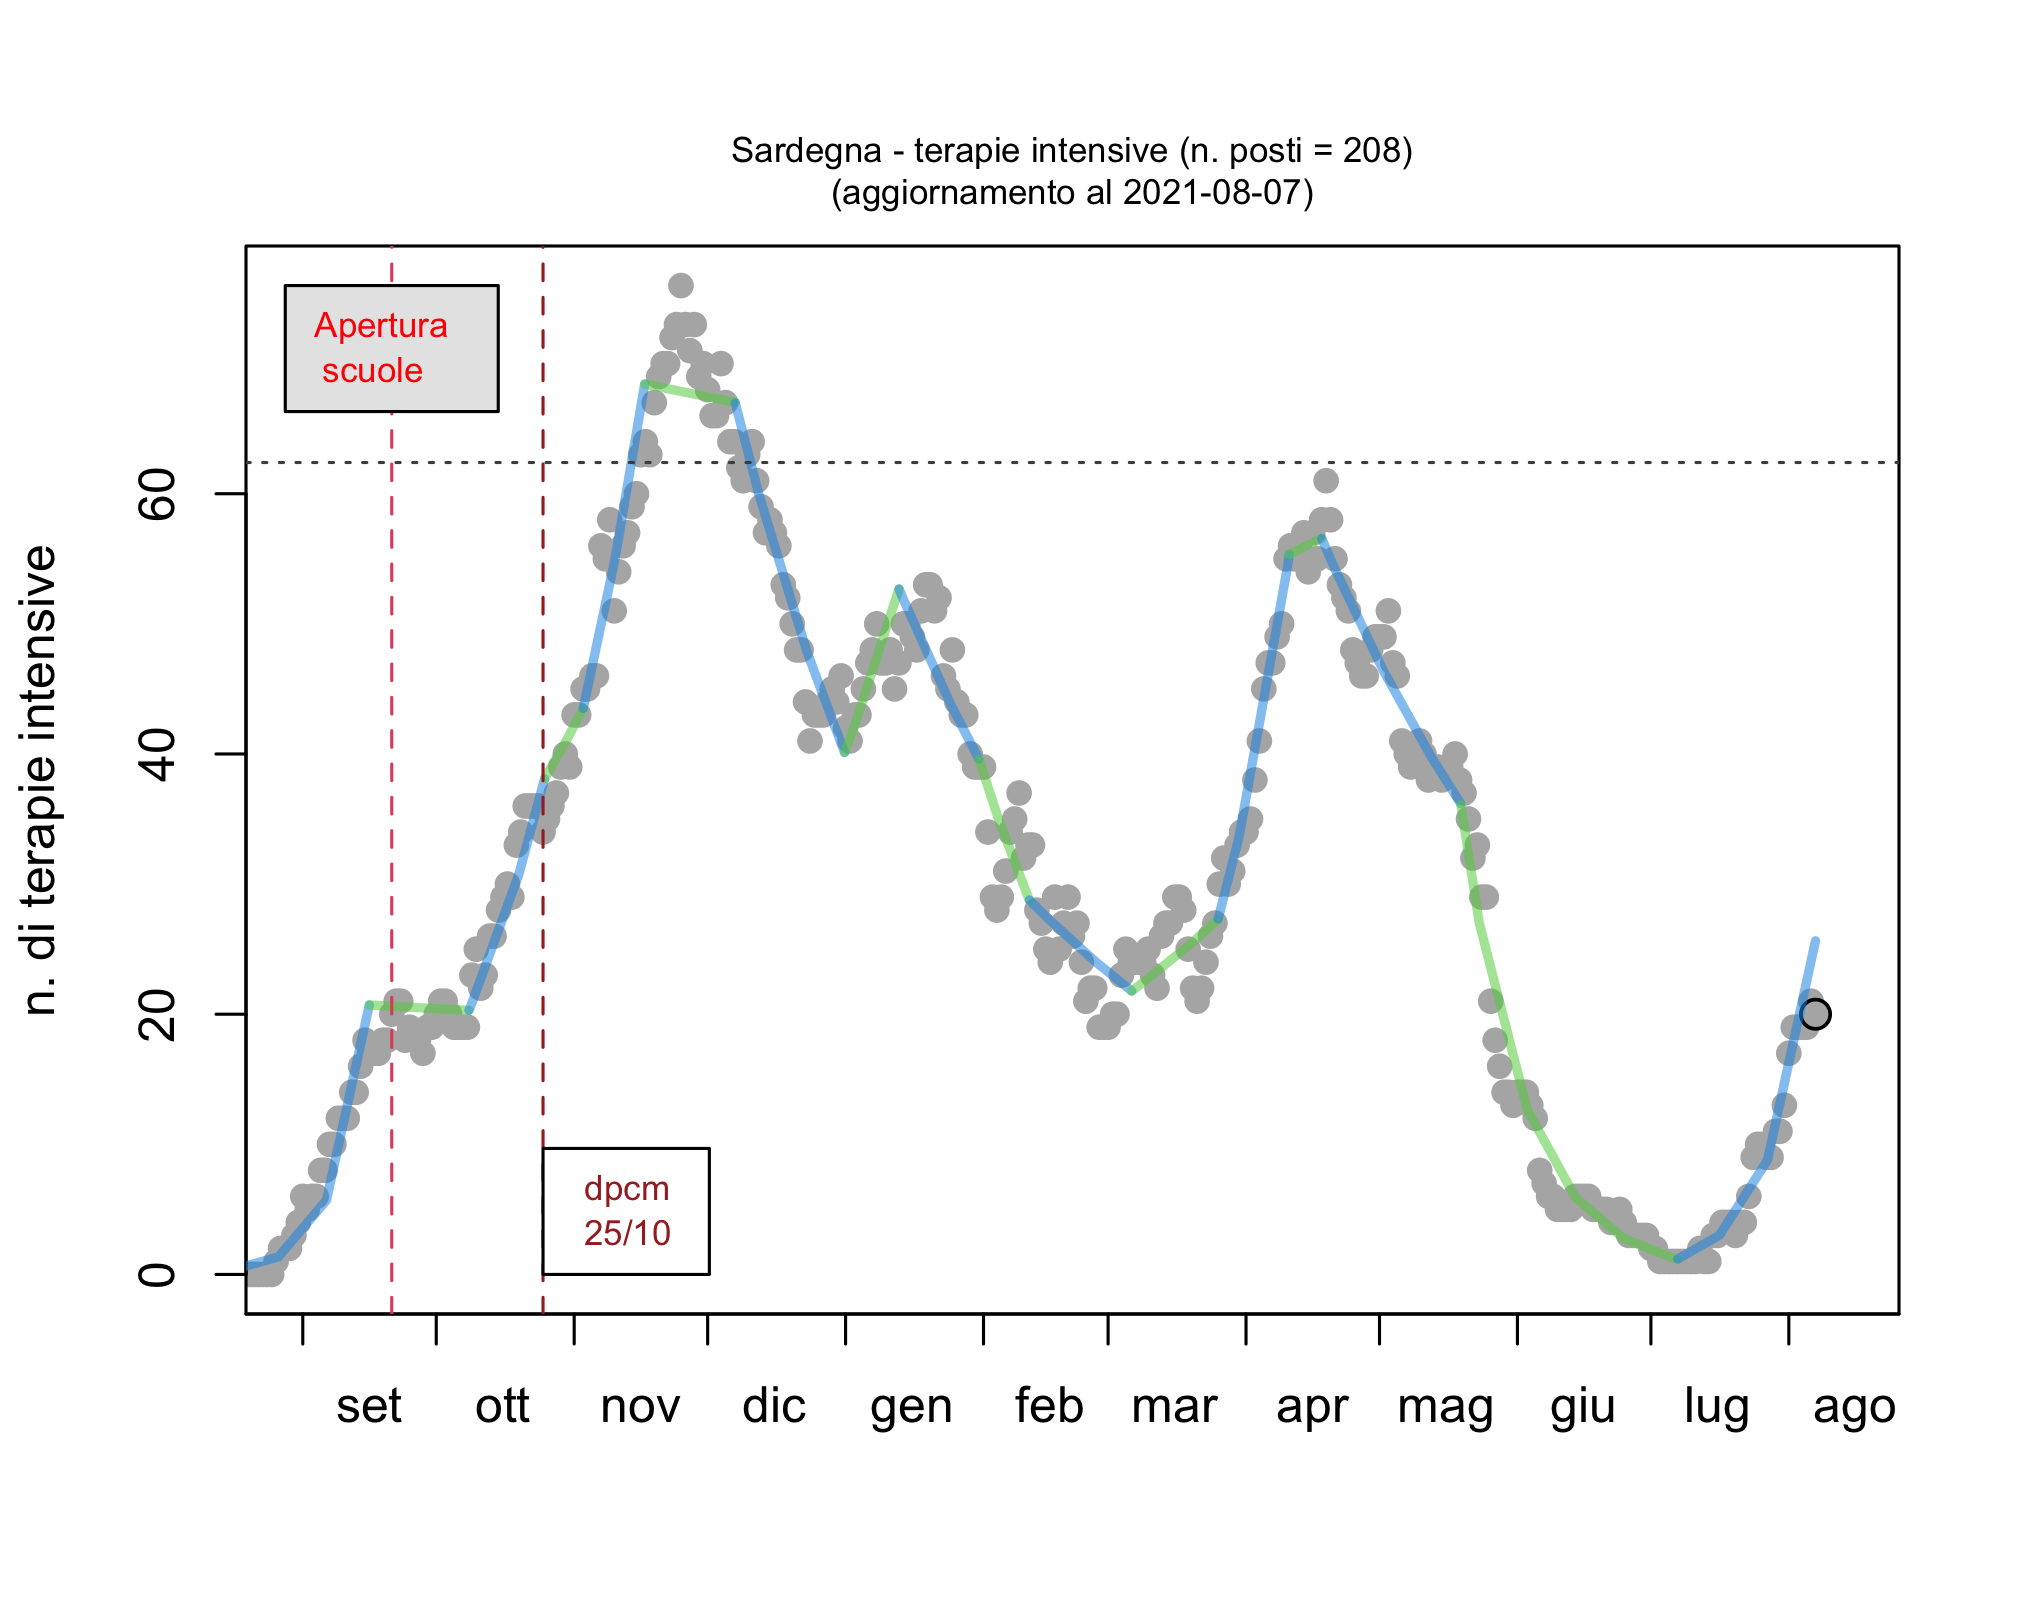 Sardegna - terapie intensive (n. posti = 208)
(aggiornamento al 2021-08-07)
Apertura
scuole
n. di terapie intensive
60
40
20
0
dpcm
25/10
set ott nov dic gen feb mar apr mag giu lug ago